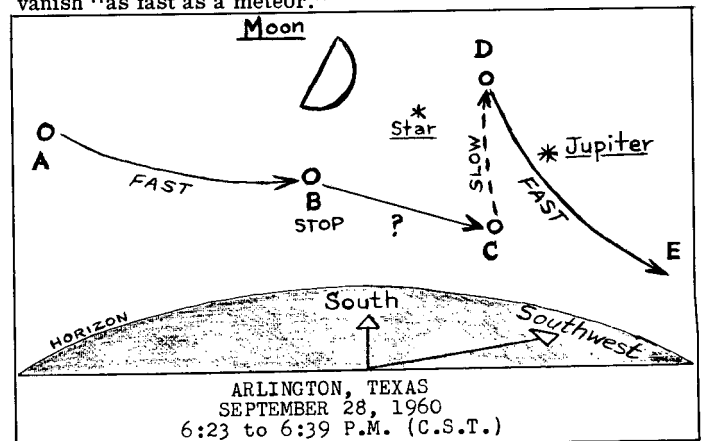 vanish "as fast as a meteor."
Moon
D
A
Star
Jupiter
FAST
B
STOP
?
SLOW
FAST
C
E
HORIZON
South
Southwest
ARLINGTON, TEXAS
SEPTEMBER 28, 1960
6:23 to 6:39 P.M. (C.S.T.)